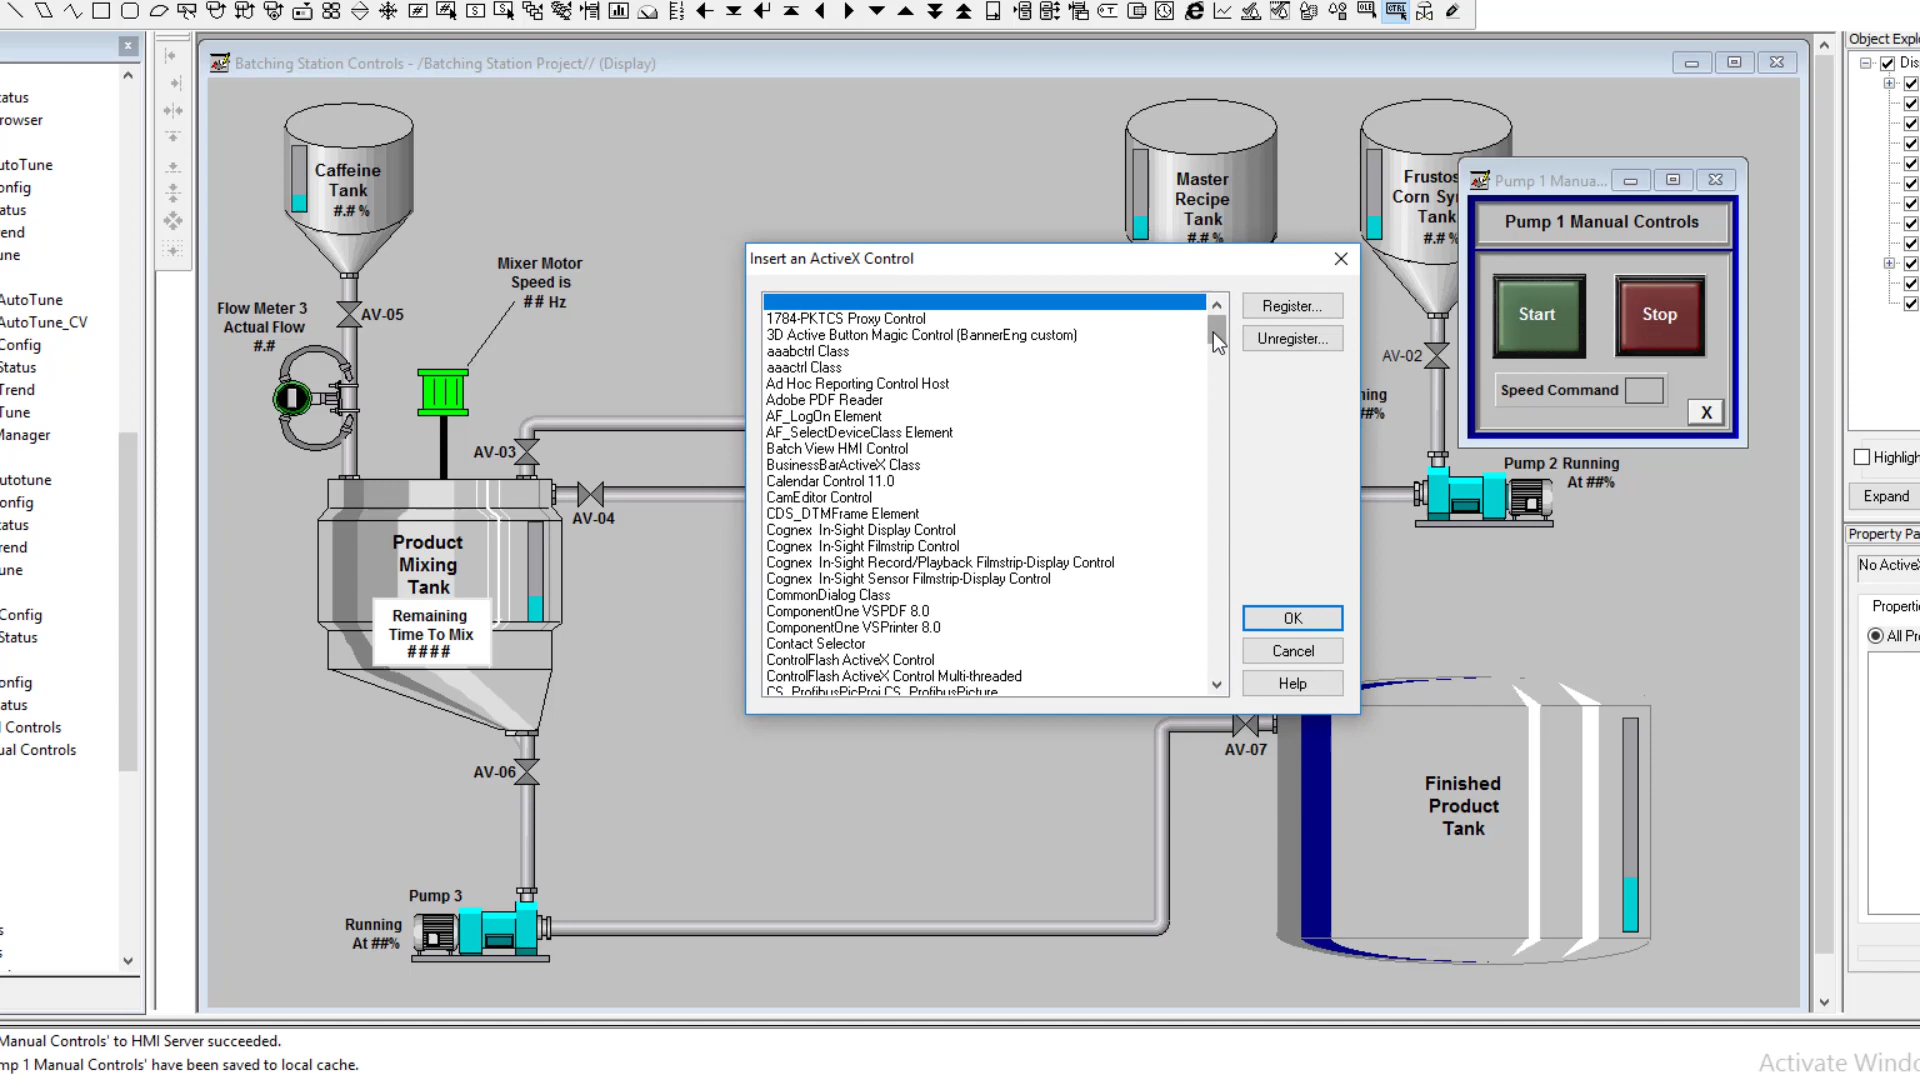 Object Explo
Batching Station Controls - /Batching Station Project// (Display)
Dis
atus
rowser
utoTune
onfig
atus
end
une
AutoTune
AutoTune_CV
Config
Status
Trend
Tune
Manager
utotune
onfig
atus
end
une
Config
Status
onfig
atus
l Controls
ual Controls
s
Caffeine
Tank
#.# %
AV-05
Flow Meter 3
Actual Flow
#.#
Mixer Motor
Speed is
## Hz
AV-03
AV-04
Product
Mixing
Tank
Remaining
Time To Mix
####
AV-06
Pump 3
Running
At ##%
Master
Recipe
Tank
#.# %
Frustos
Corn Sy
Tank
#.# %
Pump 1 Manua...
Pump 1 Manual Controls
Start
Stop
Speed Command
X
AV-02
ning
##%
Pump 2 Running
At ##%
Insert an ActiveX Control
1784-PKTCS Proxy Control
3D Active Button Magic Control (BannerEng custom)
aaabctrl Class
aaactrl Class
Ad Hoc Reporting Control Host
Adobe PDF Reader
AF_LogOn Element
AF_SelectDeviceClass Element
Batch View HMI Control
BusinessBarActiveX Class
Calendar Control 11.0
CamEditor Control
CDS_DTMFrame Element
Cognex In-Sight Display Control
Cognex In-Sight Filmstrip Control
Cognex In-Sight Record/Playback Filmstrip-Display Control
Cognex In-Sight Sensor Filmstrip-Display Control
CommonDialog Class
ComponentOne VSPDF 8.0
ComponentOne VSPrinter 8.0
Contact Selector
ControlFlash ActiveX Control
ControlFlash ActiveX Control Multi-threaded
CS_ProfibusPicProj.CS_ProfibusPicture
Register...
Unregister...
OK
Cancel
Help
AV-07
Finished
Product
Tank
Highligh
Expand
Property Pa
No Active
Properti
All Pr
Manual Controls' to HMI Server succeeded.
mp 1 Manual Controls' have been saved to local cache.
Activate Windo